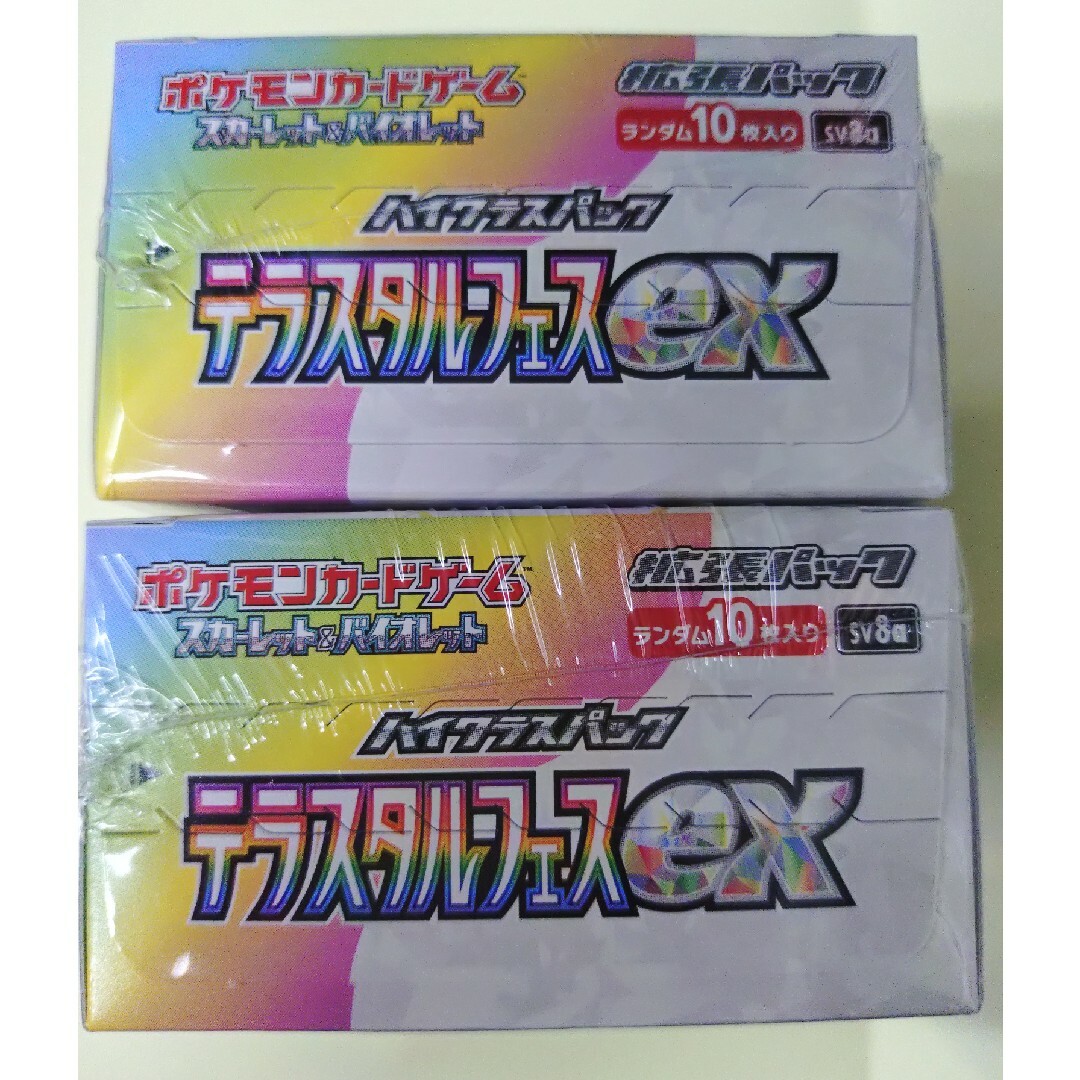 ポケモンカードゲーム
スカーレット&バイオレット
拡張パック
ランダム10枚入り SV8a
ハイクラスパック
テラスタルフェスex
ポケモンカードゲーム™
スカーレット&バイオレット
拡張パック
ランダム10枚入り SV8a
ハイクラスパック
テラスタルフェスex